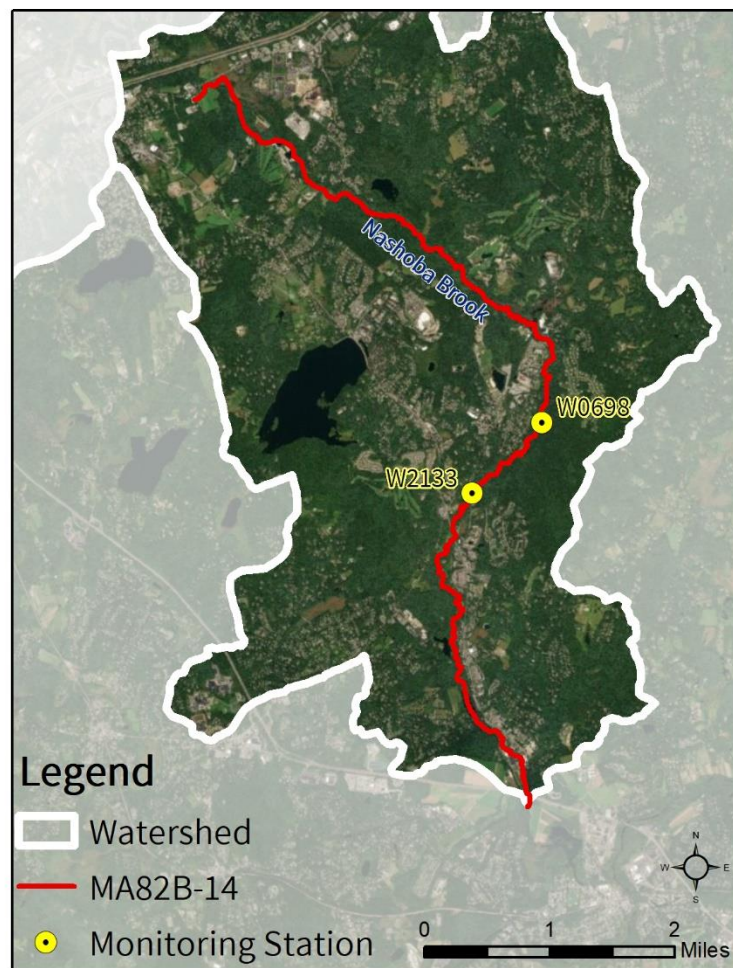 Nashoba Brook
W0698
W2133
Legend
Watershed
MA82B-14
Monitoring Station
N
W E
S
0 1 2
Miles